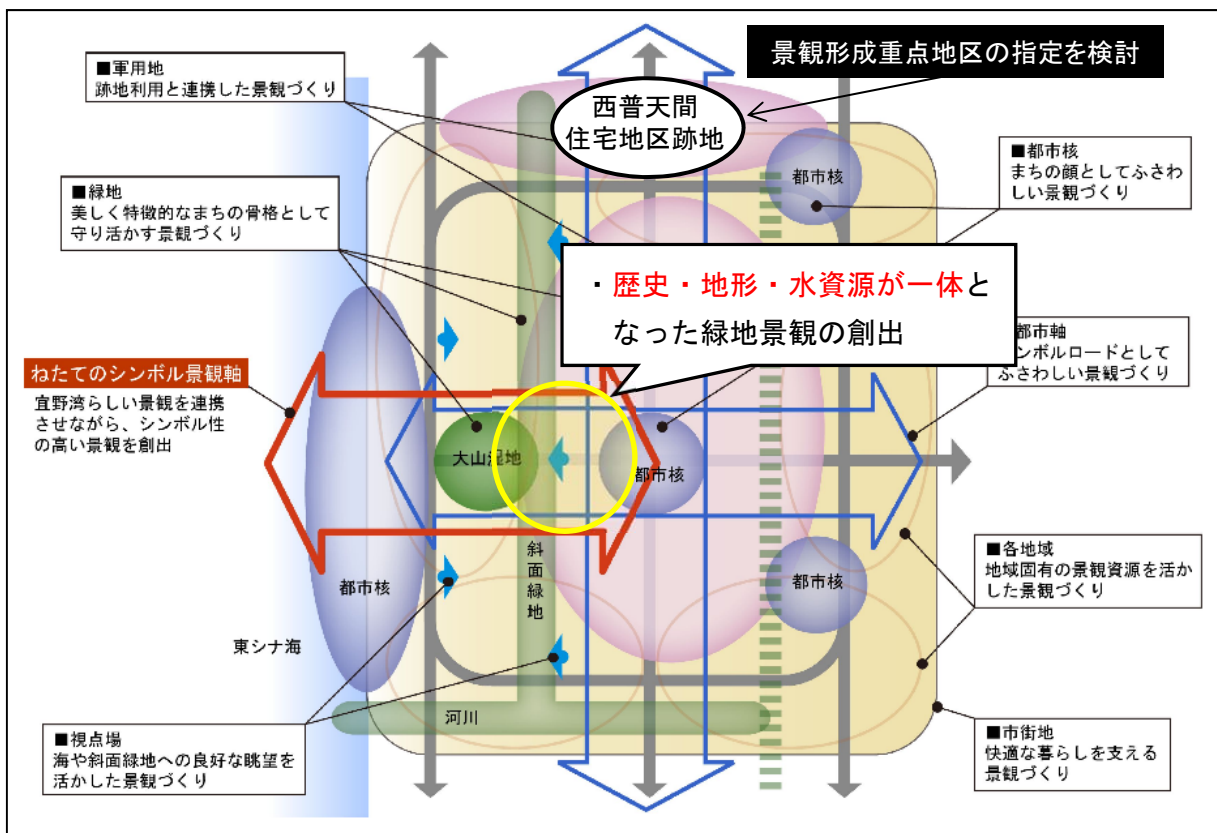 景観形成重点地区の指定を検討
■軍用地
跡地利用と連携した景観づくり
西普天間
住宅地区跡地
■都市核
まちの顔としてふさわ
しい景観づくり
都市核
■緑地
美しく特徴的なまちの骨格として
守り活かす景観づくり
・歴史・地形・水資源が一体と
なった緑地景観の創出
都市軸
ンボルロードとして
ふさわしい景観づくり
ねたてのシンボル景観軸
宜野湾らしい景観を連携
させながら、シンボル性
の高い景観を創出
大山湿地
都市核
斜面緑地
都市核
都市核
■各地域
地域固有の景観資源を活か
した景観づくり
東シナ海
河川
■視点場
海や斜面緑地への良好な眺望を
活かした景観づくり
■市街地
快適な暮らしを支える
景観づくり